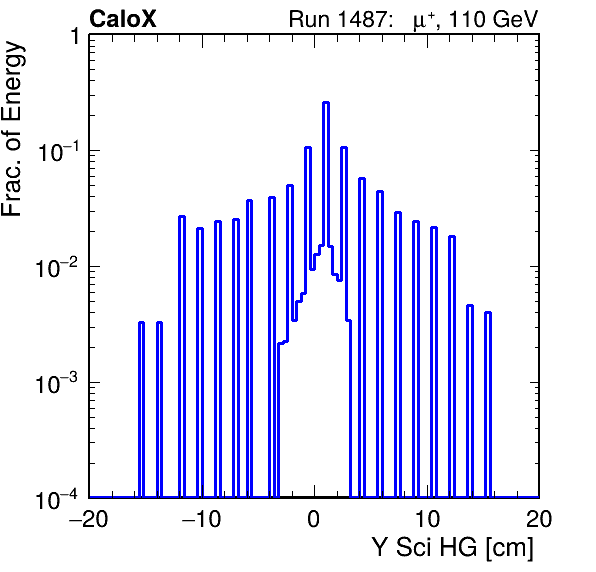 CaloX Run 1487: μ⁺, 110 GeV
Frac. of Energy
1
10⁻¹
10⁻²
10⁻³
10⁻⁴
−20 −10 0 10 20
Y Sci HG [cm]